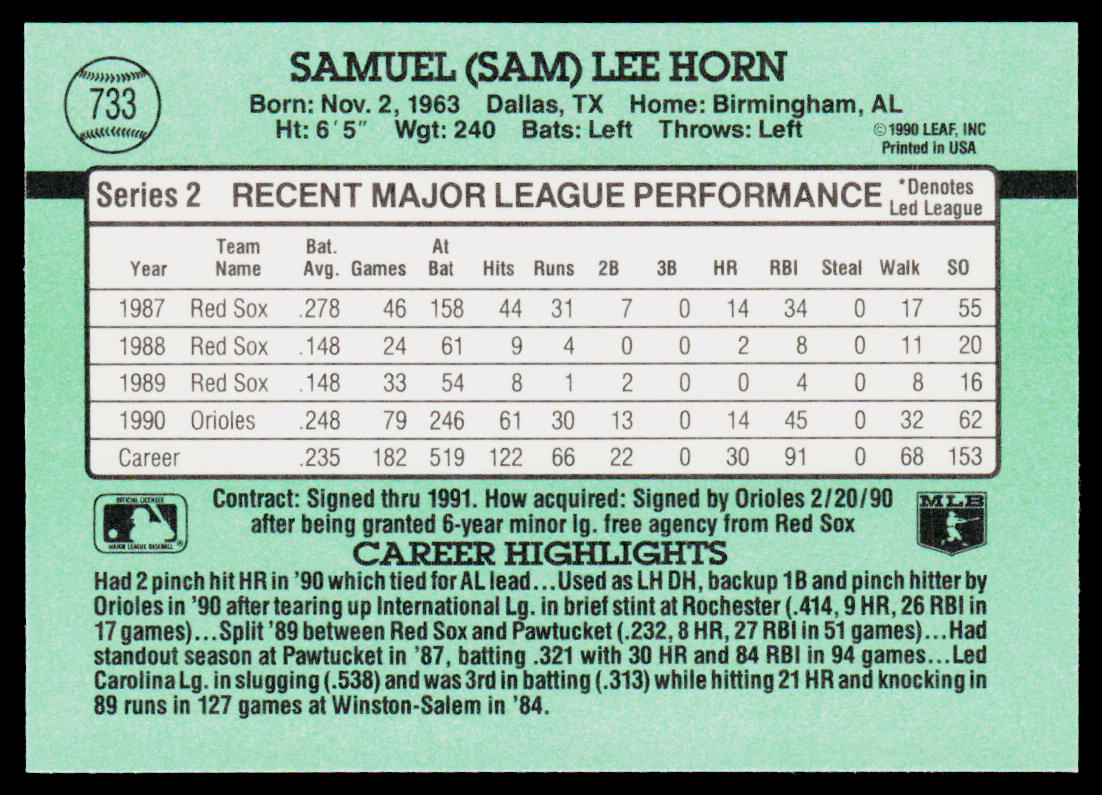 733
SAMUEL (SAM) LEE HORN
Born: Nov. 2, 1963 Dallas, TX Home: Birmingham, AL
Ht: 6'5" Wgt: 240 Bats: Left Throws: Left
©1990 LEAF, INC
Printed in USA
Series 2 RECENT MAJOR LEAGUE PERFORMANCE *Denotes Led League
Year Team Name Bat. Avg. Games At Bat Hits Runs 2B 3B HR RBI Steal Walk SO
1987 Red Sox .278 46 158 44 31 7 0 14 34 0 17 55
1988 Red Sox .148 24 61 9 4 0 0 2 8 0 11 20
1989 Red Sox .148 33 54 8 1 2 0 0 4 0 8 16
1990 Orioles .248 79 246 61 30 13 0 14 45 0 32 62
Career .235 182 519 122 66 22 0 30 91 0 68 153
OFFICIAL LICENSEE
MAJOR LEAGUE BASEBALL
®
Contract: Signed thru 1991. How acquired: Signed by Orioles 2/20/90
after being granted 6-year minor lg. free agency from Red Sox
MLB
CAREER HIGHLIGHTS
Had 2 pinch hit HR in '90 which tied for AL lead...Used as LH DH, backup 1B and pinch hitter by
Orioles in '90 after tearing up International Lg. in brief stint at Rochester (.414, 9 HR, 26 RBI in
17 games)...Split '89 between Red Sox and Pawtucket (.232, 8 HR, 27 RBI in 51 games)...Had
standout season at Pawtucket in '87, batting .321 with 30 HR and 84 RBI in 94 games...Led
Carolina Lg. in slugging (.538) and was 3rd in batting (.313) while hitting 21 HR and knocking in
89 runs in 127 games at Winston-Salem in '84.